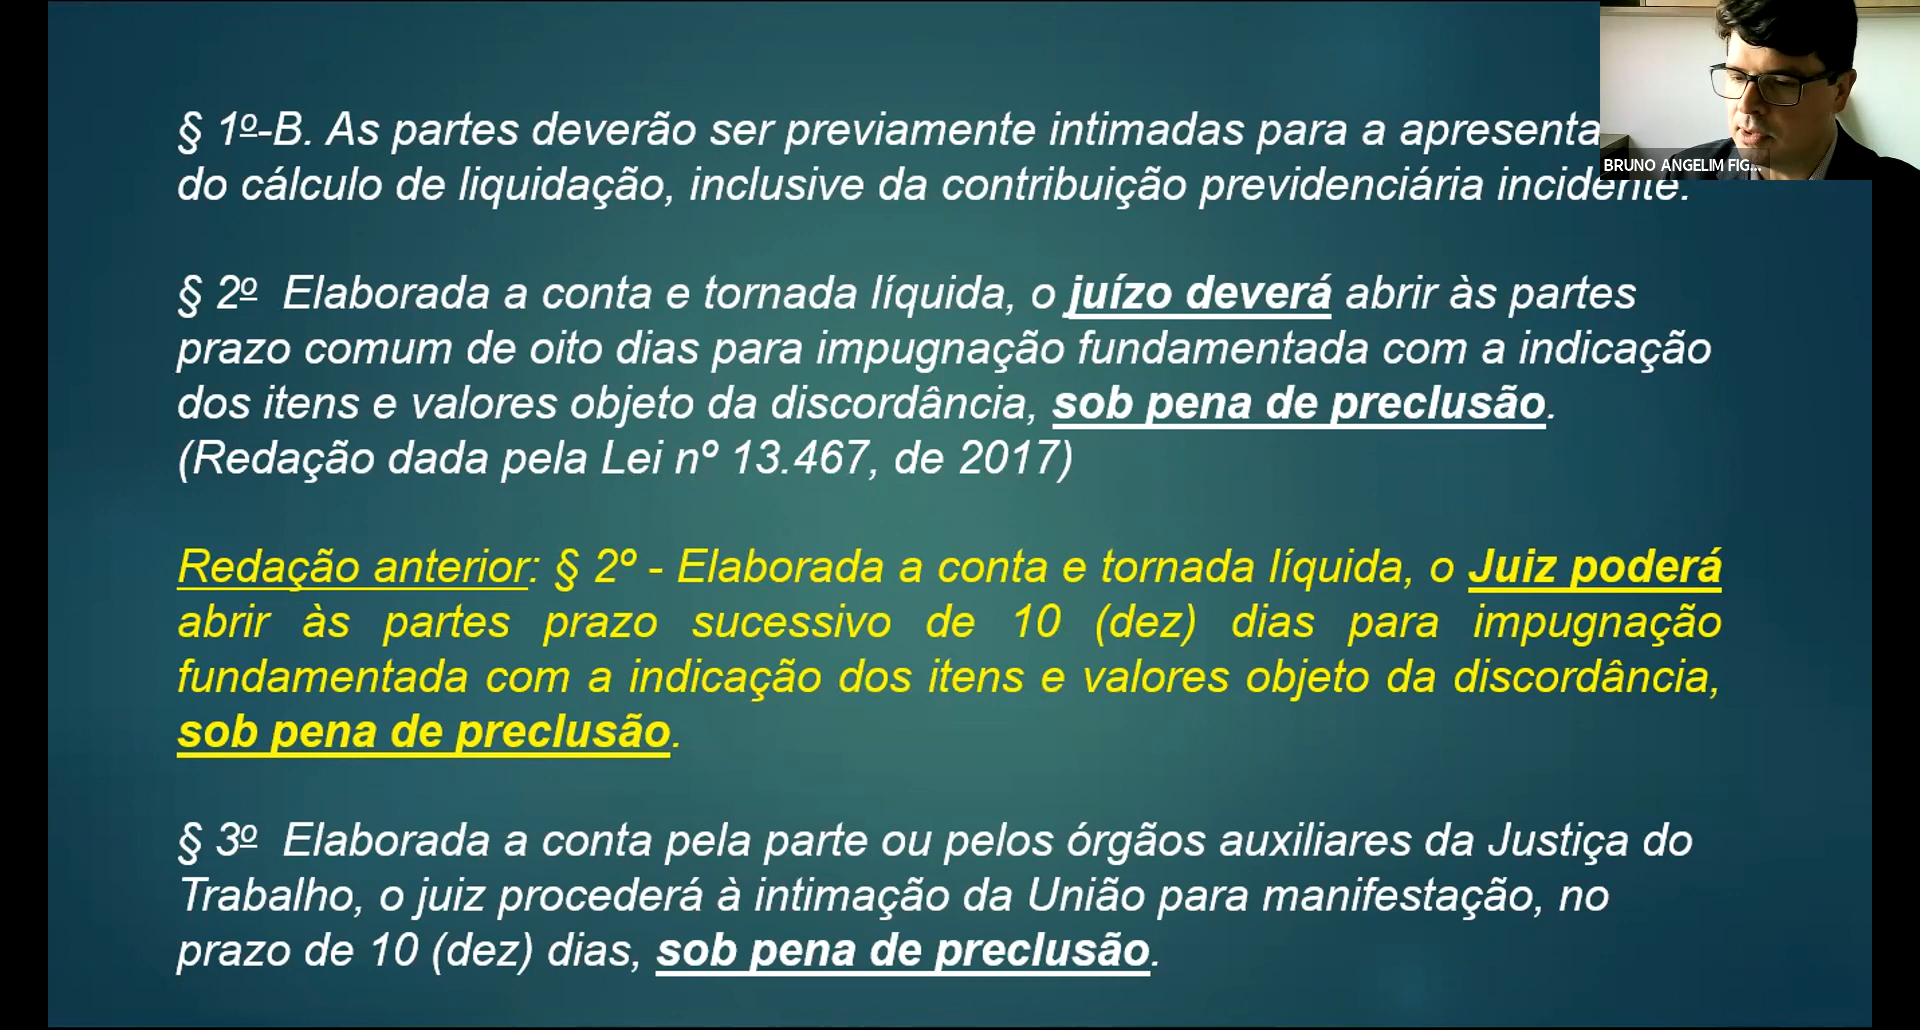 § 1º-B. As partes deverão ser previamente intimadas para a apresenta
do cálculo de liquidação, inclusive da contribuição previdenciária incidente.
BRUNO ANGELIM FIG...
§ 2º Elaborada a conta e tornada líquida, o juízo deverá abrir às partes
prazo comum de oito dias para impugnação fundamentada com a indicação
dos itens e valores objeto da discordância, sob pena de preclusão.
(Redação dada pela Lei nº 13.467, de 2017)
Redação anterior: § 2º - Elaborada a conta e tornada líquida, o Juiz poderá
abrir às partes prazo sucessivo de 10 (dez) dias para impugnação
fundamentada com a indicação dos itens e valores objeto da discordância,
sob pena de preclusão.
§ 3º Elaborada a conta pela parte ou pelos órgãos auxiliares da Justiça do
Trabalho, o juiz procederá à intimação da União para manifestação, no
prazo de 10 (dez) dias, sob pena de preclusão.